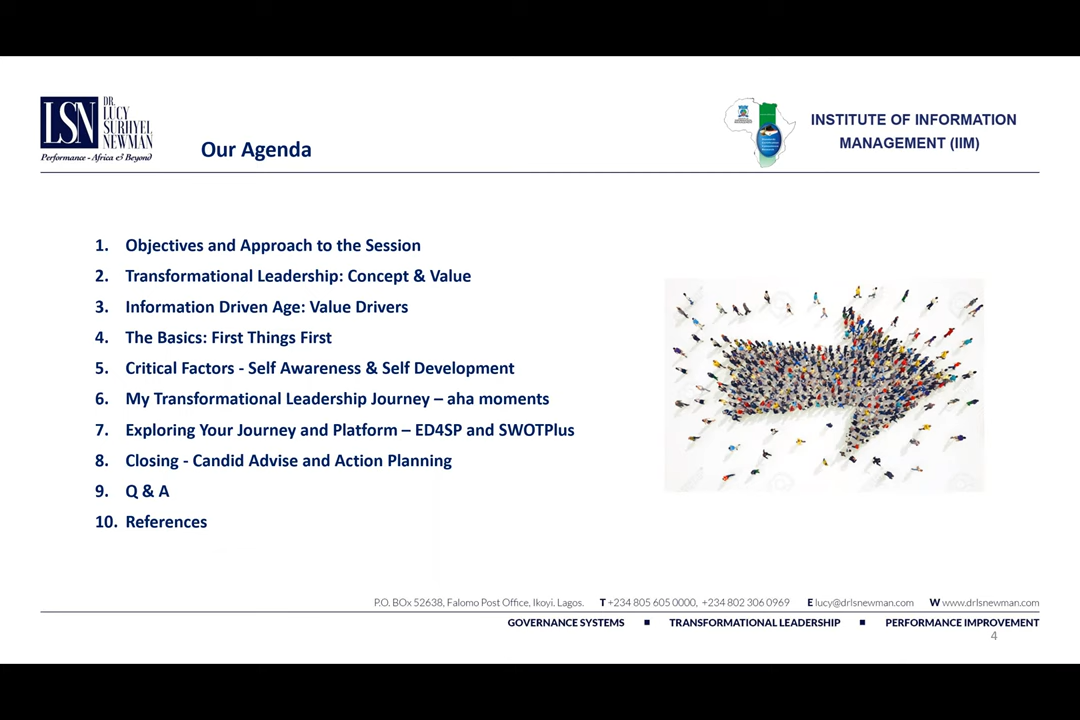 LSN
DR.
LUCY
SURHYEL
NEWMAN
Performance - Africa & Beyond
Our Agenda
INSTITUTE OF INFORMATION
MANAGEMENT (IIM)
1. Objectives and Approach to the Session
2. Transformational Leadership: Concept & Value
3. Information Driven Age: Value Drivers
4. The Basics: First Things First
5. Critical Factors - Self Awareness & Self Development
6. My Transformational Leadership Journey – aha moments
7. Exploring Your Journey and Platform – ED4SP and SWOTPlus
8. Closing - Candid Advise and Action Planning
9. Q & A
10. References
P.O. BOx 52638, Falomo Post Office, Ikoyi. Lagos. T +234 805 605 0000, +234 802 306 0969 E lucy@drlsnewman.com W www.drlsnewman.com
GOVERNANCE SYSTEMS ■ TRANSFORMATIONAL LEADERSHIP ■ PERFORMANCE IMPROVEMENT
4